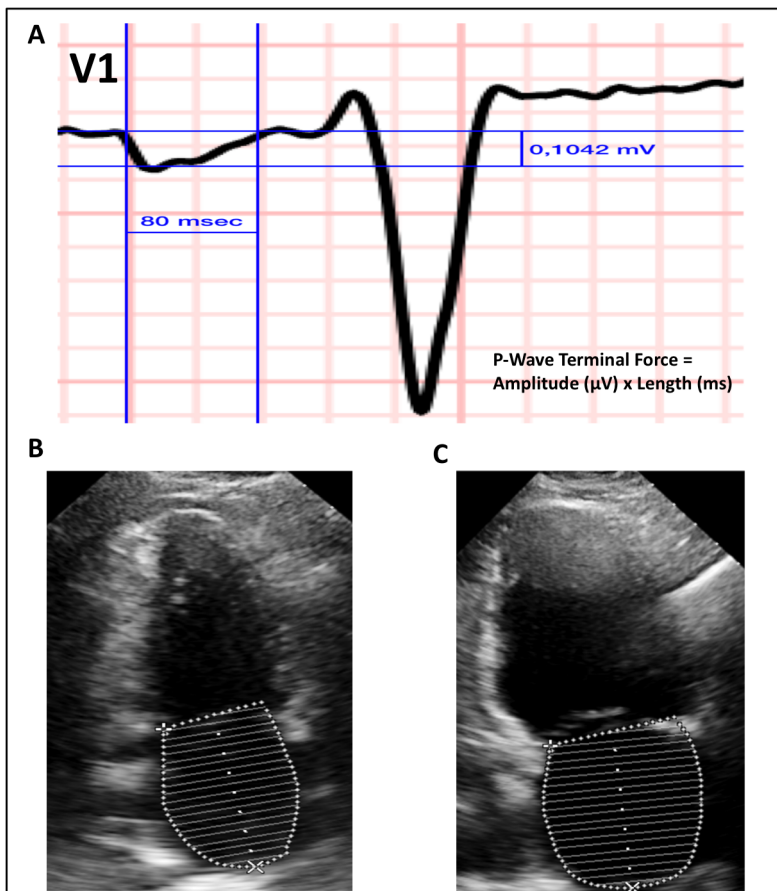 A
V1
0,1042 mV
80 msec
P-Wave Terminal Force =
Amplitude (μV) x Length (ms)
B
C